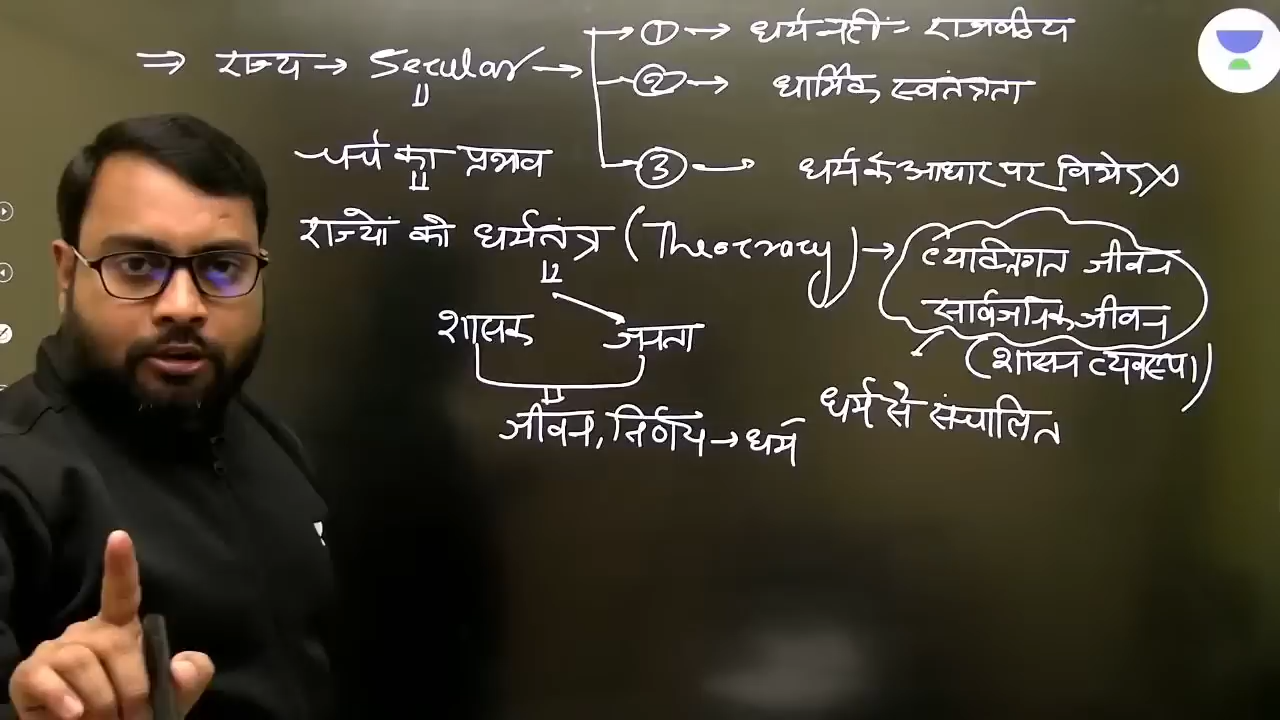 ⇒ राज्य → Secular → ① → धर्म नहीं = राजकीय
② → धार्मिक स्वतंत्रता
③ → धर्म के आधार पर विभेद X
चर्च का प्रभाव
राज्यों को धर्मतंत्र (Theocracy) → व्यक्तिगत जीवन
सार्वजनिक जीवन
(शासन व्यवस्था)
शासक जनता
धर्म से संचालित
जीवन, निर्णय → धर्म